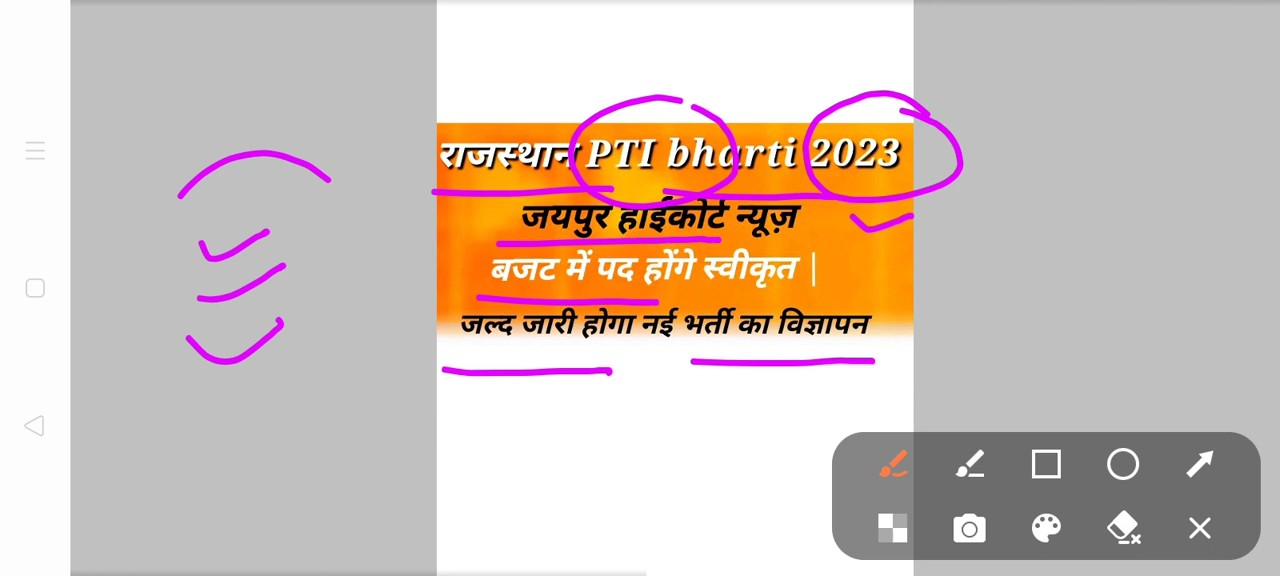 राजस्थान PTI bharti 2023
जयपुर हाईकोर्ट न्यूज़
बजट में पद होंगे स्वीकृत |
जल्द जारी होगा नई भर्ती का विज्ञापन